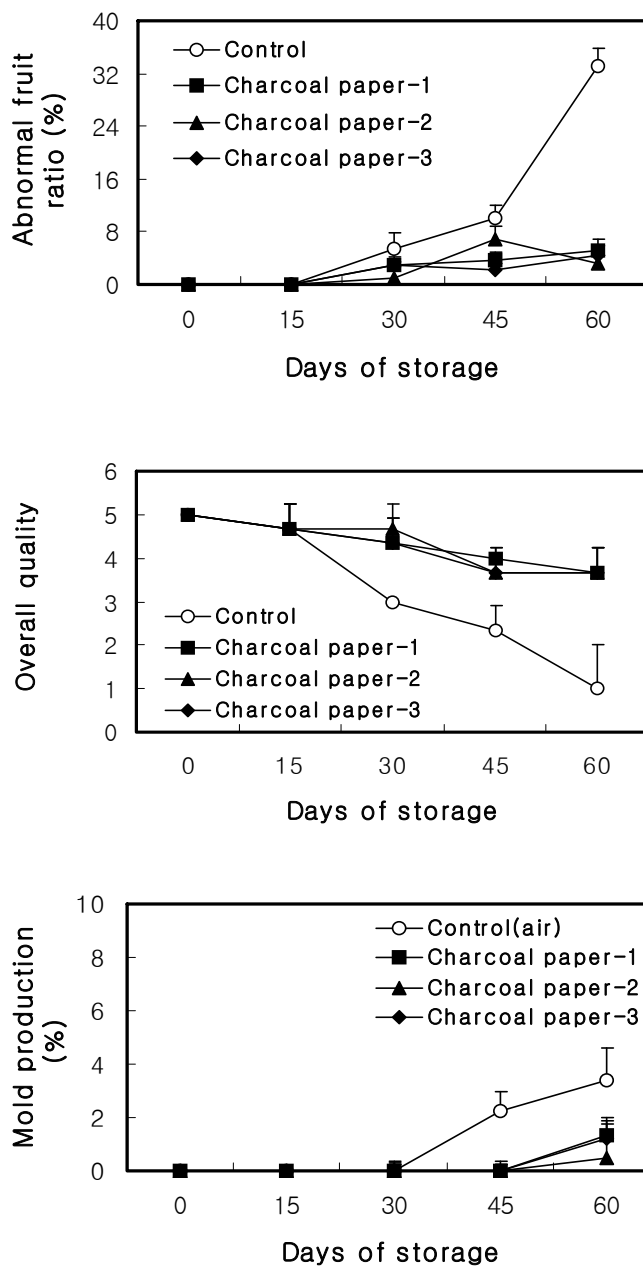 40
32
24
16
8
0
Abnormal fruit
ratio (%)
Control
Charcoal paper-1
Charcoal paper-2
Charcoal paper-3
0 15 30 45 60
Days of storage
6
5
4
3
2
1
0
Overall quality
Control
Charcoal paper-1
Charcoal paper-2
Charcoal paper-3
0 15 30 45 60
Days of storage
10
8
6
4
2
0
Mold production
(%)
Control(air)
Charcoal paper-1
Charcoal paper-2
Charcoal paper-3
0 15 30 45 60
Days of storage